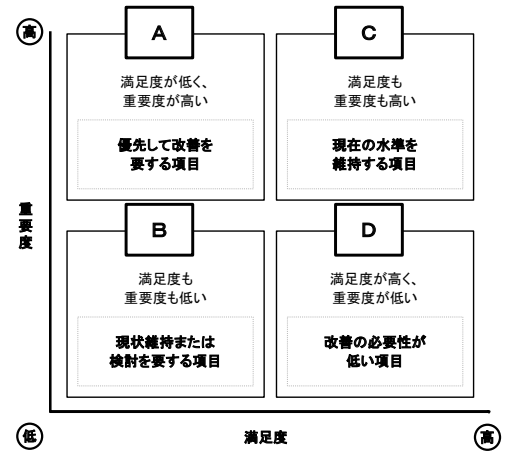 高
A
満足度が低く、
重要度が高い
優先して改善を
要する項目
C
満足度も
重要度も高い
現在の水準を
維持する項目
重要度
B
満足度も
重要度も低い
現状維持または
検討を要する項目
D
満足度が高く、
重要度が低い
改善の必要性が
低い項目
低
満足度
高